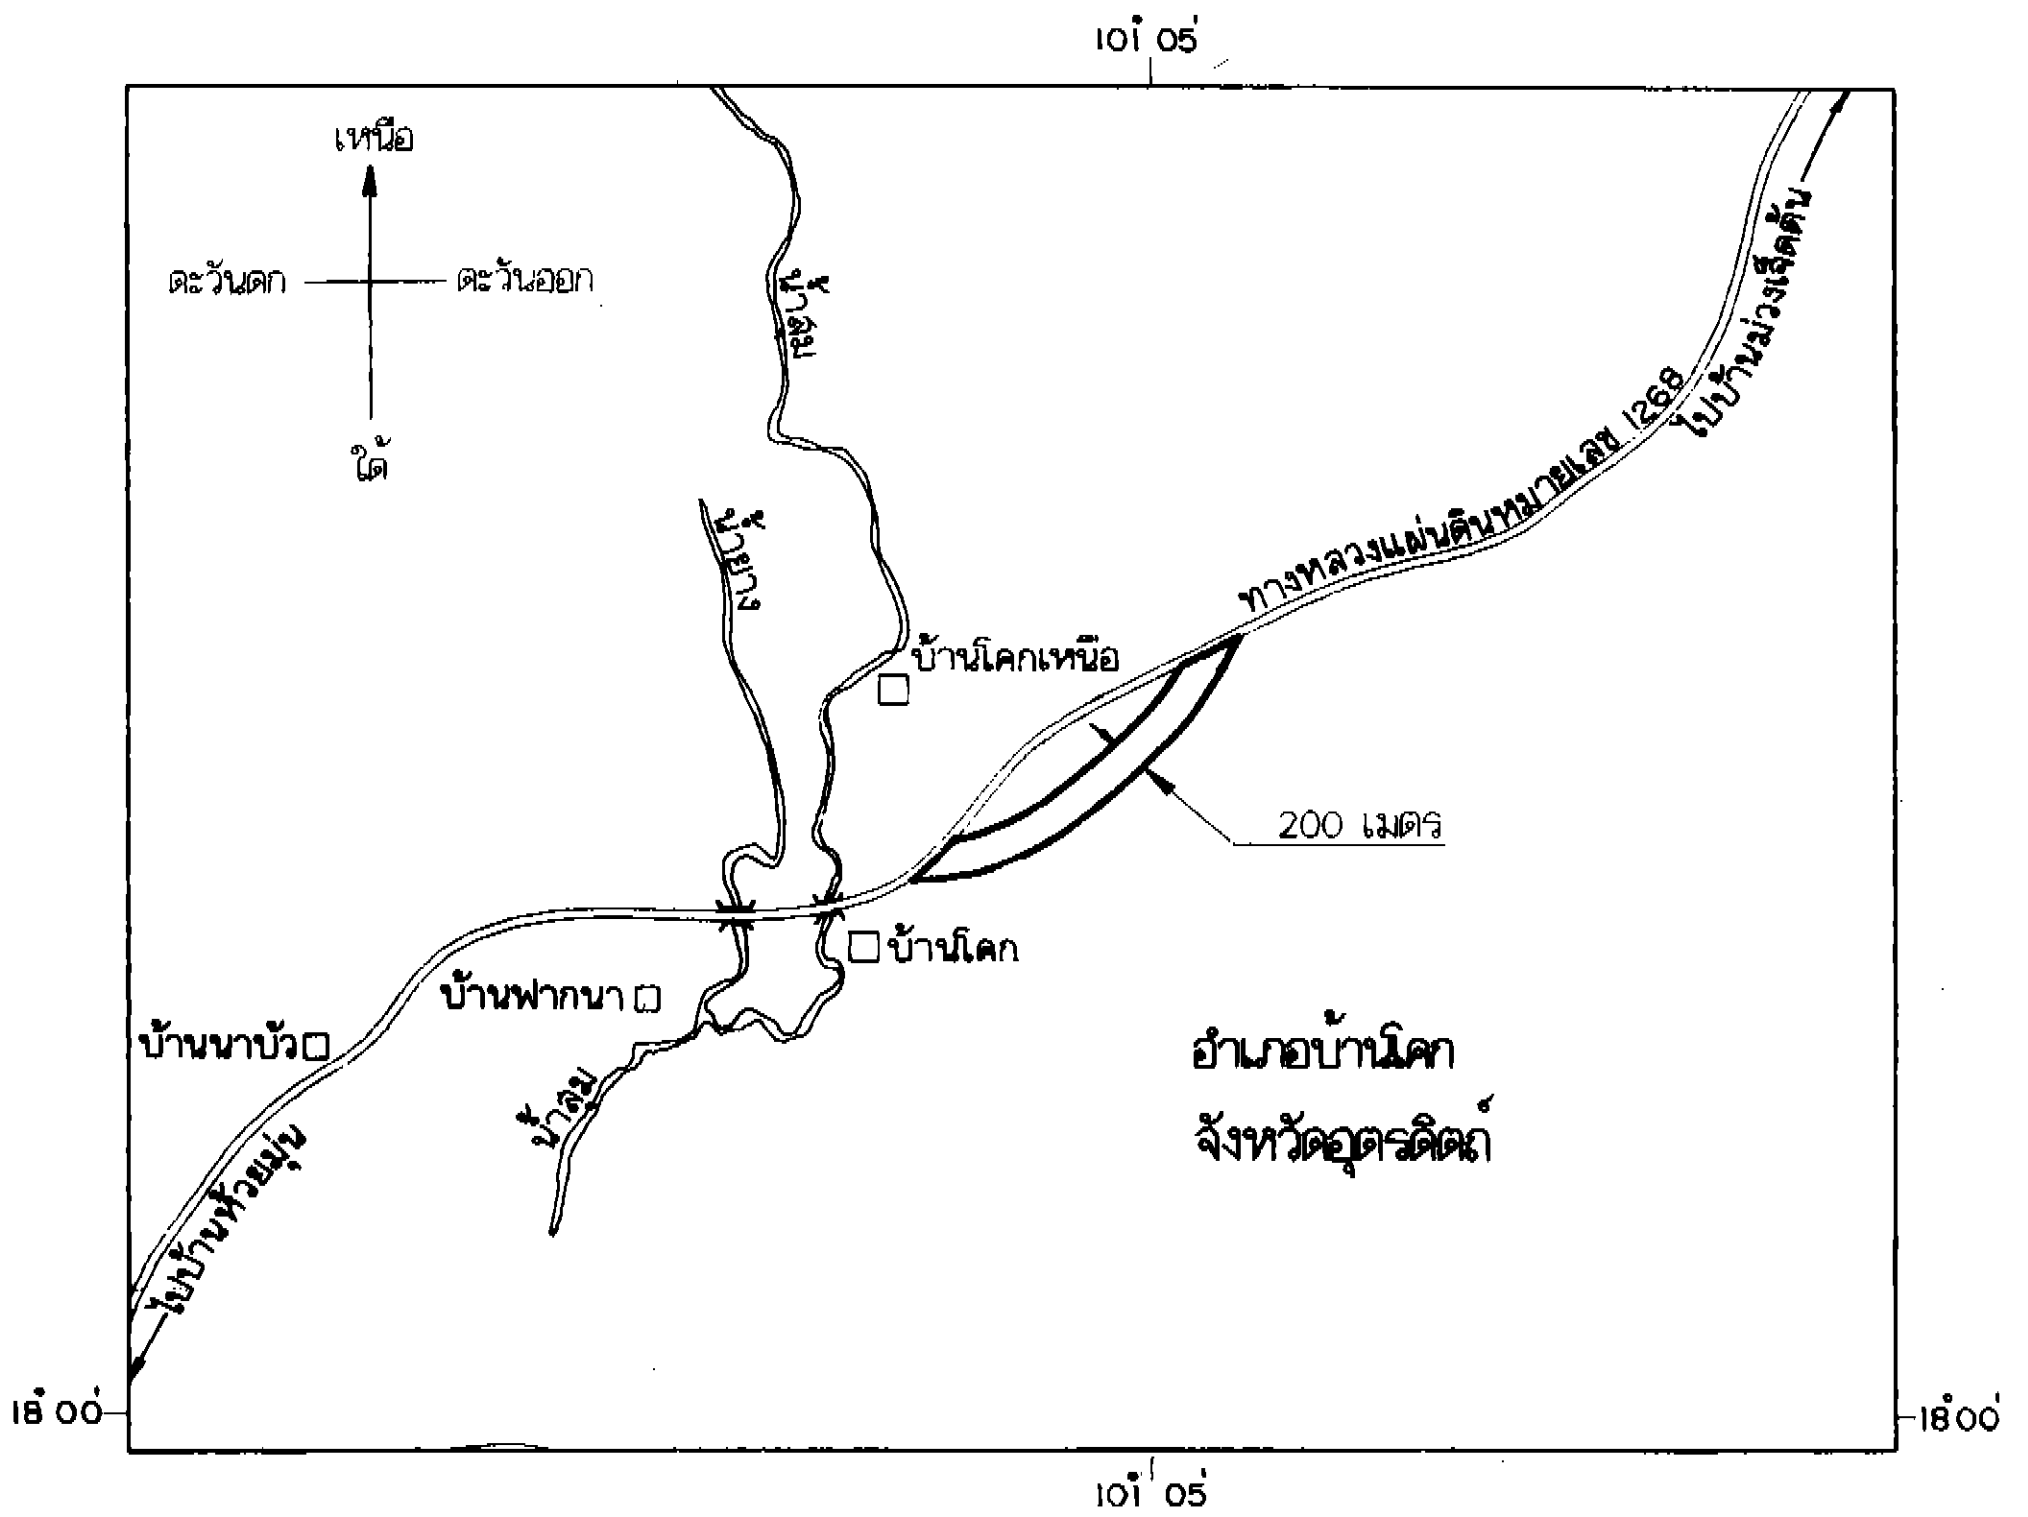 101° 05'
เหนือ
ตะวันตก
ตะวันออก
ใต้
น้ำสีม
น้ำยาง
ไปบ้านม่วงเจ็ดต้น
ทางหลวงแผ่นดินหมายเลข 1268
บ้านโคกเหนือ
200 เมตร
บ้านโคก
บ้านฟากนา
บ้านนาบัว
น้ำลุม
ไปบ้านห้วยมุ่น
อำเภอบ้านโคก
จังหวัดอุตรดิตถ์
18° 00'
18° 00'
101° 05'